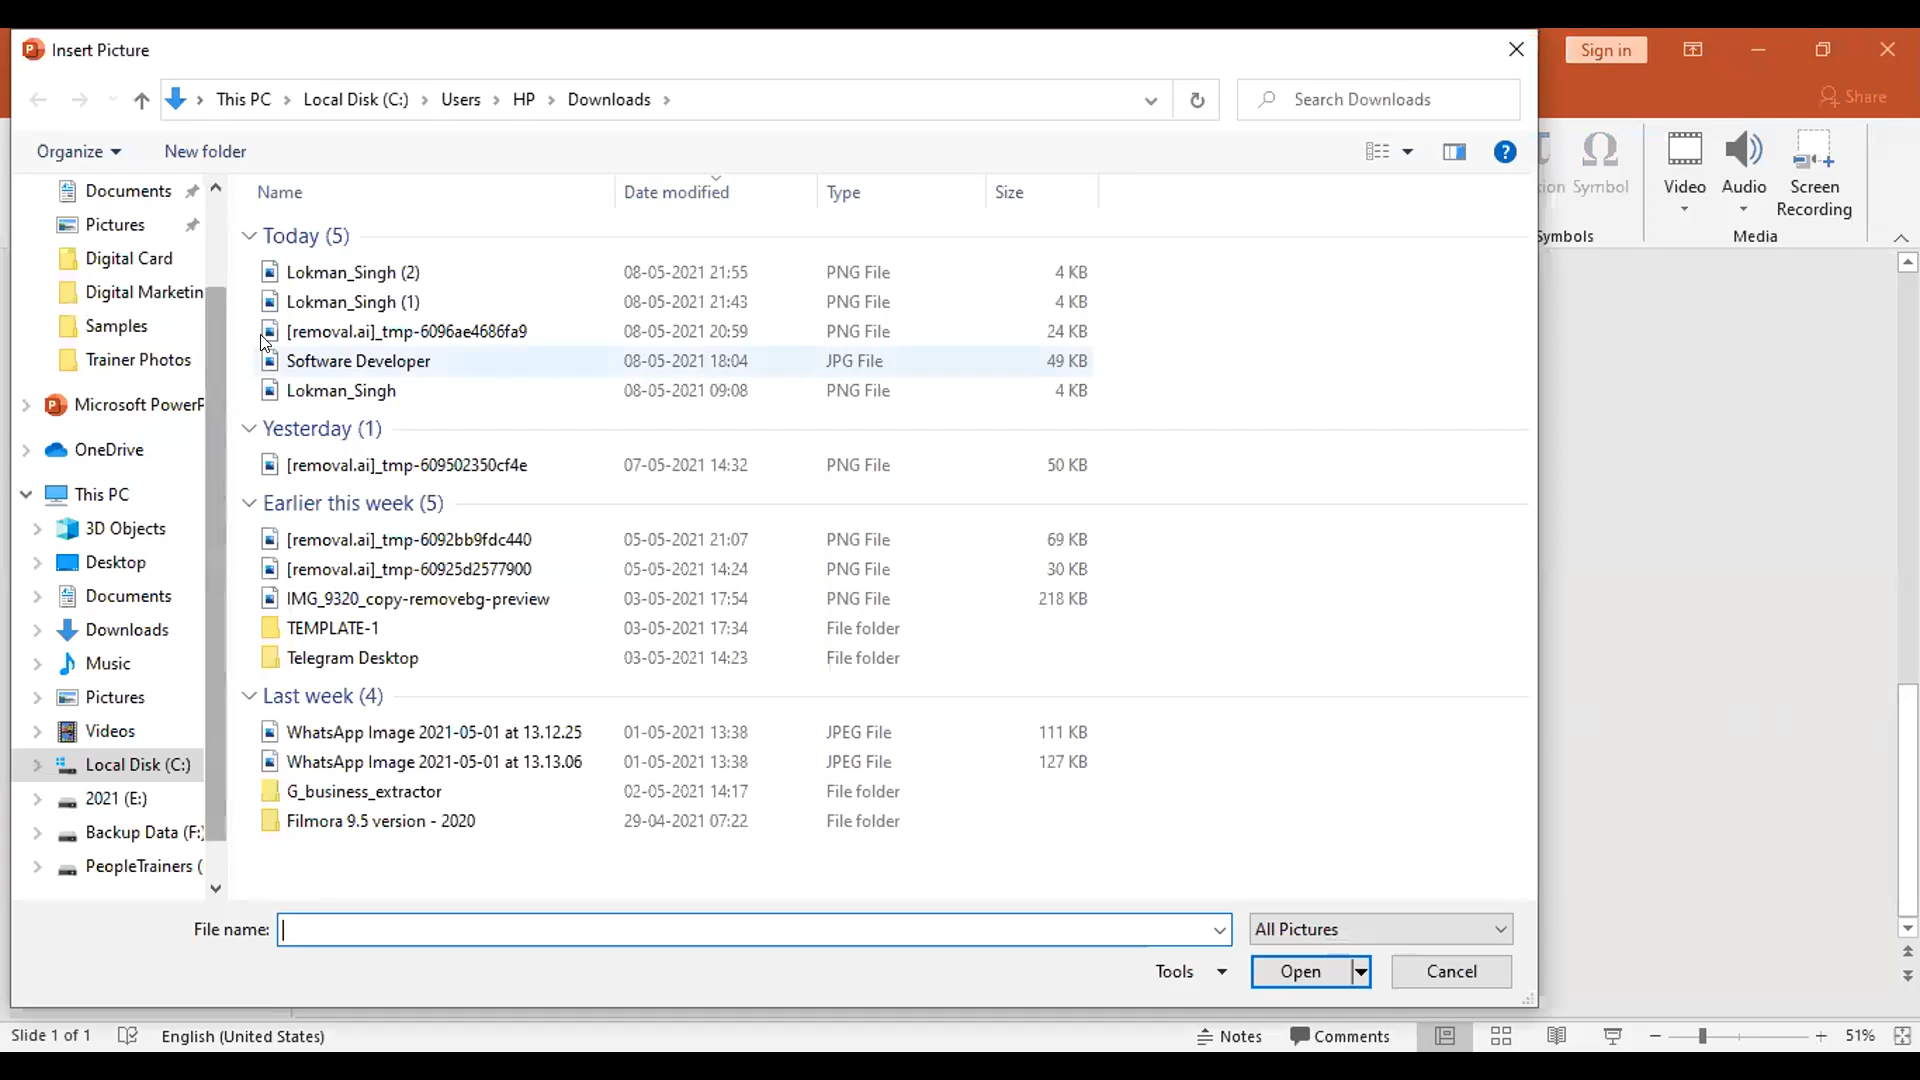 Insert Picture
Sign in
This PC > Local Disk (C:) > Users > HP > Downloads >
Search Downloads
Share
Organize
New folder
Symbol
Video
Audio
Screen Recording
Symbols
Media
Documents
Pictures
Digital Card
Digital Marketin
Samples
Trainer Photos
Microsoft PowerP
OneDrive
This PC
3D Objects
Desktop
Documents
Downloads
Music
Pictures
Videos
Local Disk (C:)
2021 (E:)
Backup Data (F:)
PeopleTrainers (
Name Date modified Type Size
Today (5)
Lokman_Singh (2) 08-05-2021 21:55 PNG File 4 KB
Lokman_Singh (1) 08-05-2021 21:43 PNG File 4 KB
[removal.ai]_tmp-6096ae4686fa9 08-05-2021 20:59 PNG File 24 KB
Software Developer 08-05-2021 18:04 JPG File 49 KB
Lokman_Singh 08-05-2021 09:08 PNG File 4 KB
Yesterday (1)
[removal.ai]_tmp-609502350cf4e 07-05-2021 14:32 PNG File 50 KB
Earlier this week (5)
[removal.ai]_tmp-6092bb9fdc440 05-05-2021 21:07 PNG File 69 KB
[removal.ai]_tmp-60925d2577900 05-05-2021 14:24 PNG File 30 KB
IMG_9320_copy-removebg-preview 03-05-2021 17:54 PNG File 218 KB
TEMPLATE-1 03-05-2021 17:34 File folder
Telegram Desktop 03-05-2021 14:23 File folder
Last week (4)
WhatsApp Image 2021-05-01 at 13.12.25 01-05-2021 13:38 JPEG File 111 KB
WhatsApp Image 2021-05-01 at 13.13.06 01-05-2021 13:38 JPEG File 127 KB
G_business_extractor 02-05-2021 14:17 File folder
Filmora 9.5 version - 2020 29-04-2021 07:22 File folder
File name:
All Pictures
Tools
Open
Cancel
Slide 1 of 1
English (United States)
Notes
Comments
51%